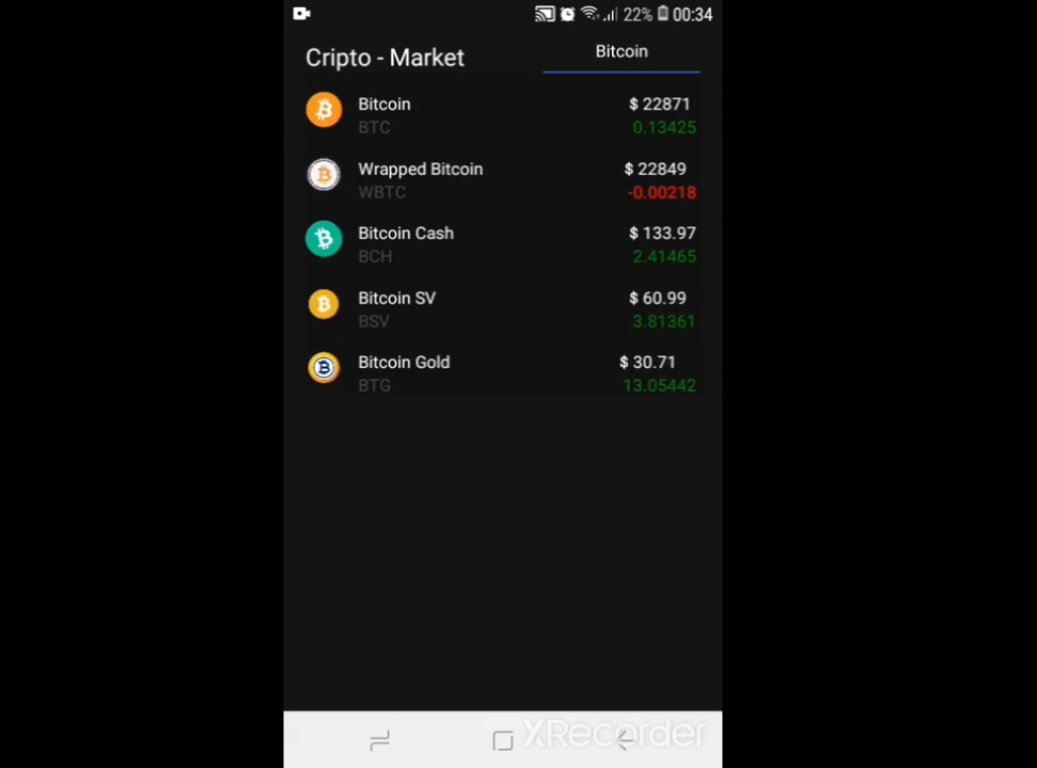 22% 00:34
Cripto - Market
Bitcoin
Bitcoin $ 22871
BTC 0.13425
Wrapped Bitcoin $ 22849
WBTC -0.00218
Bitcoin Cash $ 133.97
BCH 2.41465
Bitcoin SV $ 60.99
BSV 3.81361
Bitcoin Gold $ 30.71
BTG 13.05442
XRecorder